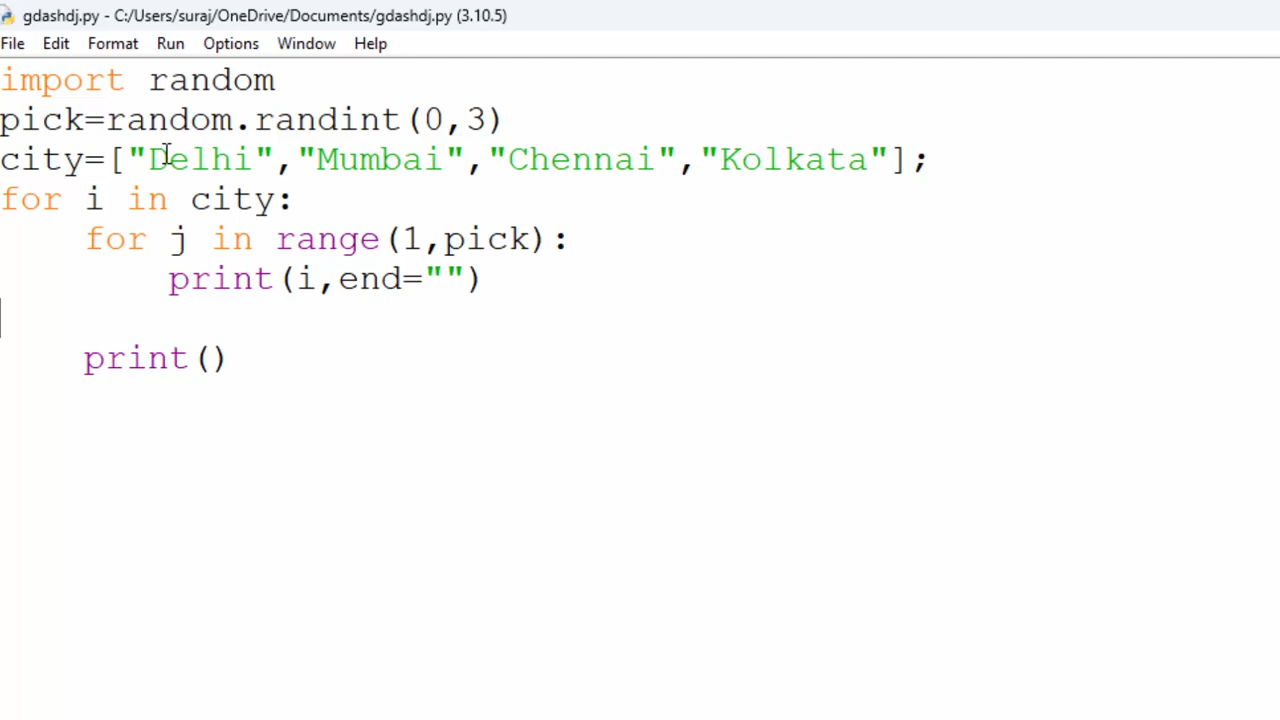 gdashdj.py - C:/Users/suraj/OneDrive/Documents/gdashdj.py (3.10.5)
File Edit Format Run Options Window Help
import random
pick=random.randint(0,3)
city=["Delhi","Mumbai","Chennai","Kolkata"];
for i in city:
    for j in range(1,pick):
        print(i,end="")

    print()